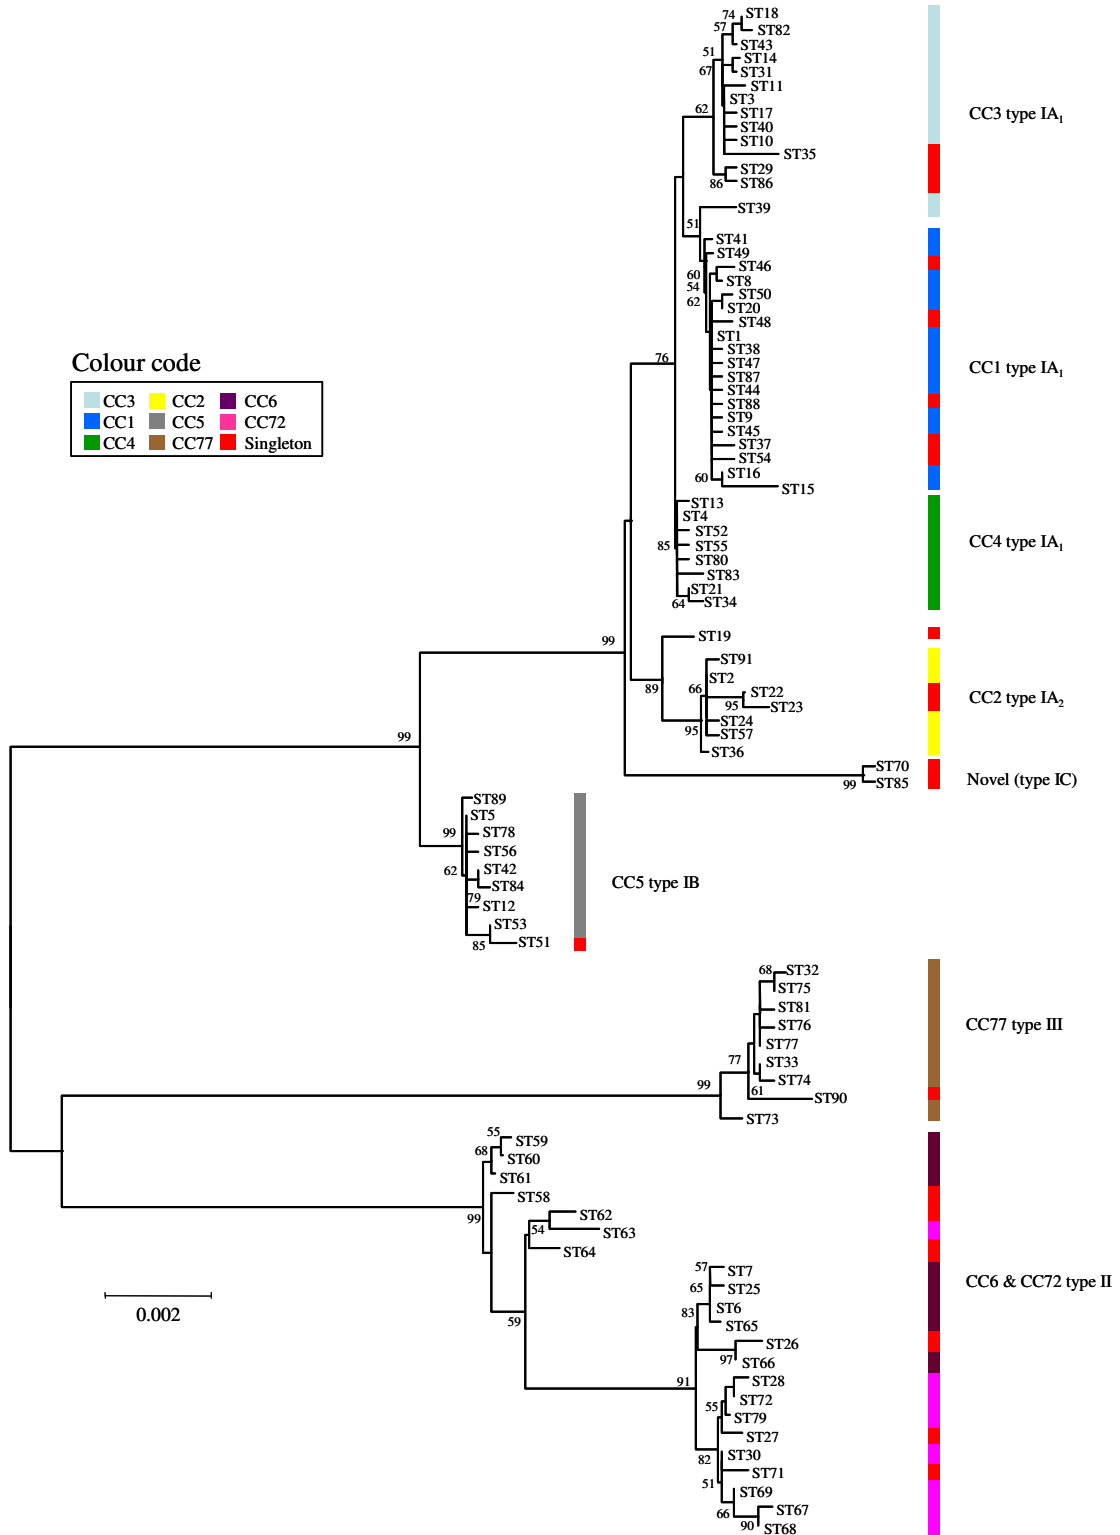 74 ST18
57 ST82
ST43
51 ST14
67 ST31
ST11
ST3
62 ST17
CC3 type IA1
ST40
ST10
ST35
ST29
86 ST86
ST39
51
ST41
ST49
ST46
60 ST8
54
ST50
62 ST20
ST48
ST1
ST38
76
ST47
CC1 type IA1
ST87
ST44
ST88
ST9
ST45
ST37
ST54
60 ST16
ST15
Colour code
CC3 CC2 CC6
CC1 CC5 CC72
CC4 CC77 Singleton
ST13
ST4
ST52
85 ST55
CC4 type IA1
ST80
ST83
ST21
64 ST34
99
ST19
ST91
ST2
89 66 ST22
CC2 type IA2
95 ST23
ST24
95 ST57
99
ST36
ST70
99 ST85
Novel (type IC)
ST89
ST5
99 ST78
ST56
62 ST42
ST84
CC5 type IB
79
ST12
ST53
85 ST51
68 ST32
ST75
ST81
ST76
CC77 type III
ST77
77 ST33
ST74
99 61
ST90
ST73
55 ST59
68 ST60
ST61
ST58
99 ST62
54 ST63
ST64
57 ST7
65 ST25
CC6 & CC72 type II
83 ST6
ST65
59
ST26
97 ST66
91 ST28
ST72
55 ST79
ST27
82 ST30
ST71
51 ST69
66 ST67
90 ST68
0.002